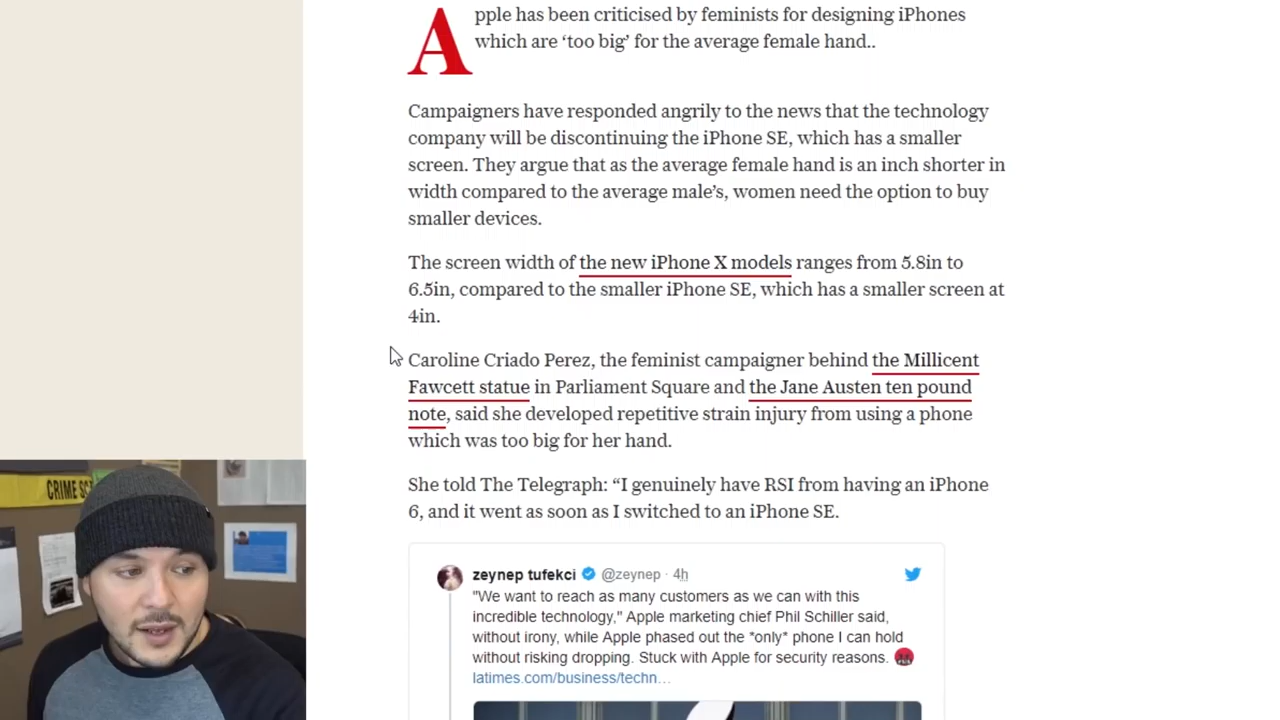 Apple has been criticised by feminists for designing iPhones
which are ‘too big’ for the average female hand..
Campaigners have responded angrily to the news that the technology
company will be discontinuing the iPhone SE, which has a smaller
screen. They argue that as the average female hand is an inch shorter in
width compared to the average male’s, women need the option to buy
smaller devices.
The screen width of the new iPhone X models ranges from 5.8in to
6.5in, compared to the smaller iPhone SE, which has a smaller screen at
4in.
Caroline Criado Perez, the feminist campaigner behind the Millicent
Fawcett statue in Parliament Square and the Jane Austen ten pound
note, said she developed repetitive strain injury from using a phone
which was too big for her hand.
She told The Telegraph: “I genuinely have RSI from having an iPhone
6, and it went as soon as I switched to an iPhone SE.
zeynep tufekci @zeynep · 4h
"We want to reach as many customers as we can with this
incredible technology," Apple marketing chief Phil Schiller said,
without irony, while Apple phased out the *only* phone I can hold
without risking dropping. Stuck with Apple for security reasons.
latimes.com/business/techn…
CRIME SC